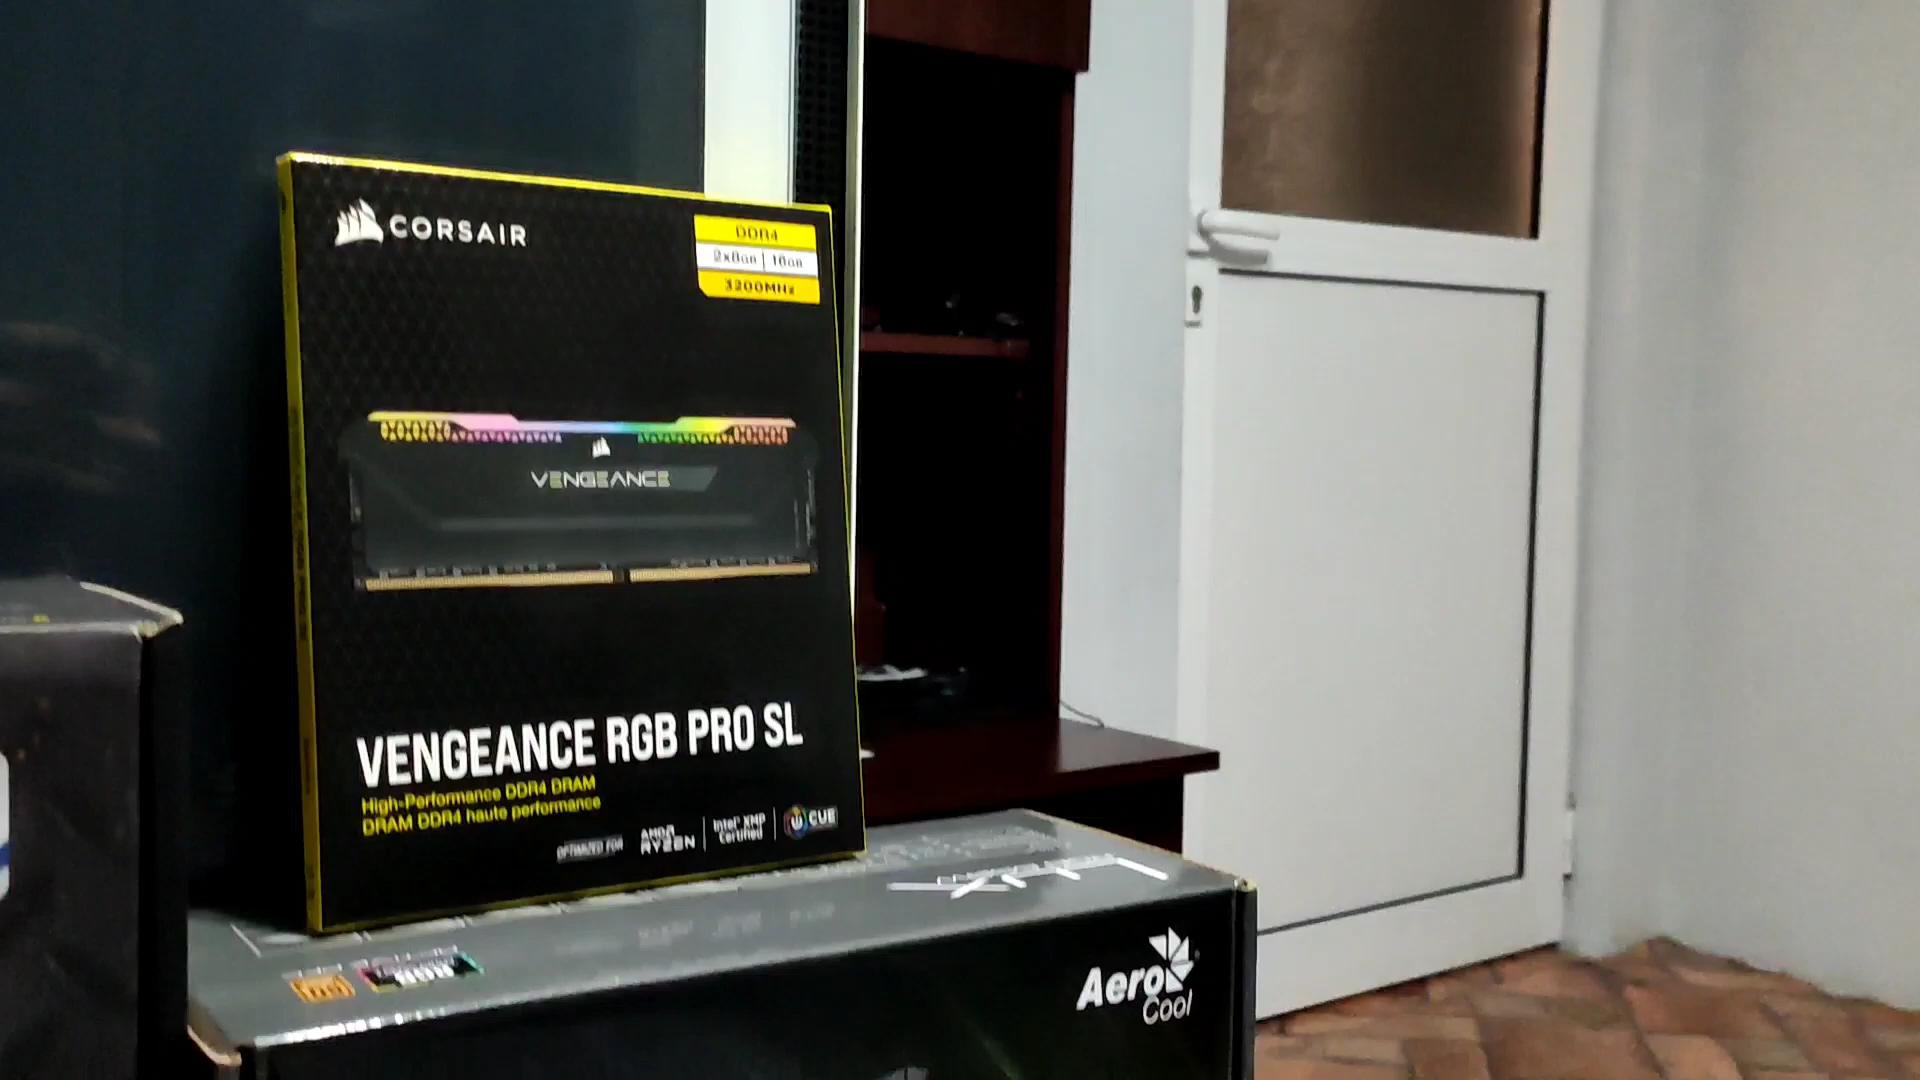 CORSAIR
DDR4
2x8GB | 16GB
3200MHz
VENGEANCE
VENGEANCE RGB PRO SL
High-Performance DDR4 DRAM
DRAM DDR4 haute performance
OPTIMIZED FOR
AMD
RYZEN
Intel® XMP
Certified
iCUE
Aero
Cool